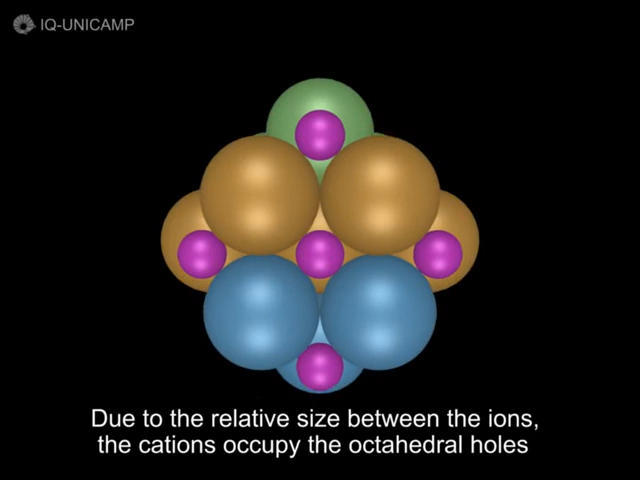 IQ-UNICAMP
Due to the relative size between the ions,
the cations occupy the octahedral holes